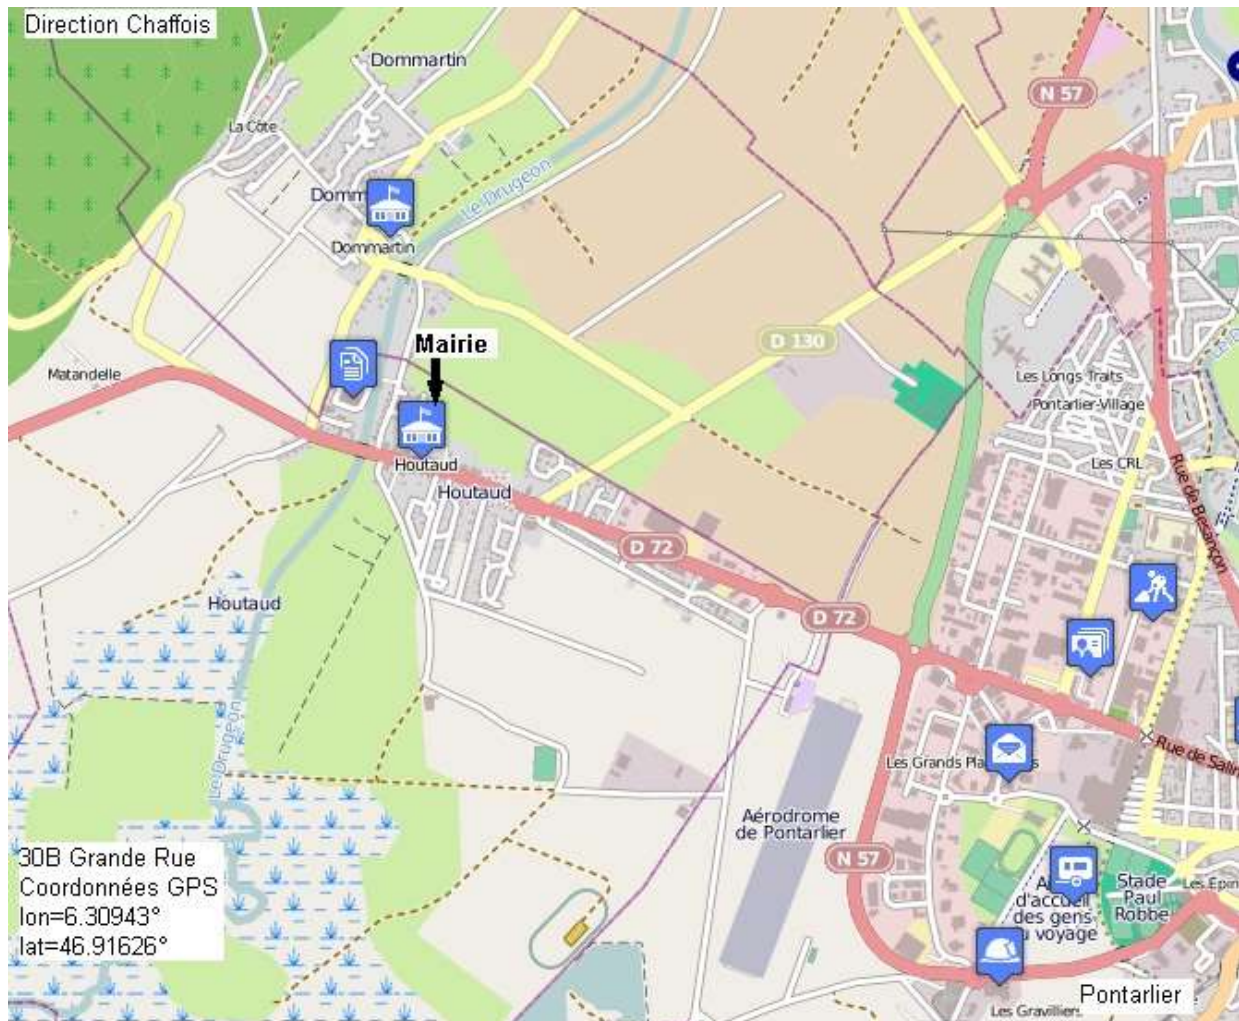 Direction Chaffois
Dommartin
N 57
La Côte
Le Drugeon
Dommartin
Mairie
D 130
Matandelle
Les Longs Traits
Pontarlier-Village
Houtaud
Les CRL
Houtaud
Rue de Besançon
D 72
Houtaud
D 72
Le Drugeon
Rue de Salin
Les Grands
Aérodrome
de Pontarlier
N 57
30B Grande Rue
Coordonnées GPS
lon=6.30943°
lat=46.91626°
d'accueil
des gens
voyage
Stade
Paul
Robbe
Les Epin
Pontarlier
Les Gravilliers